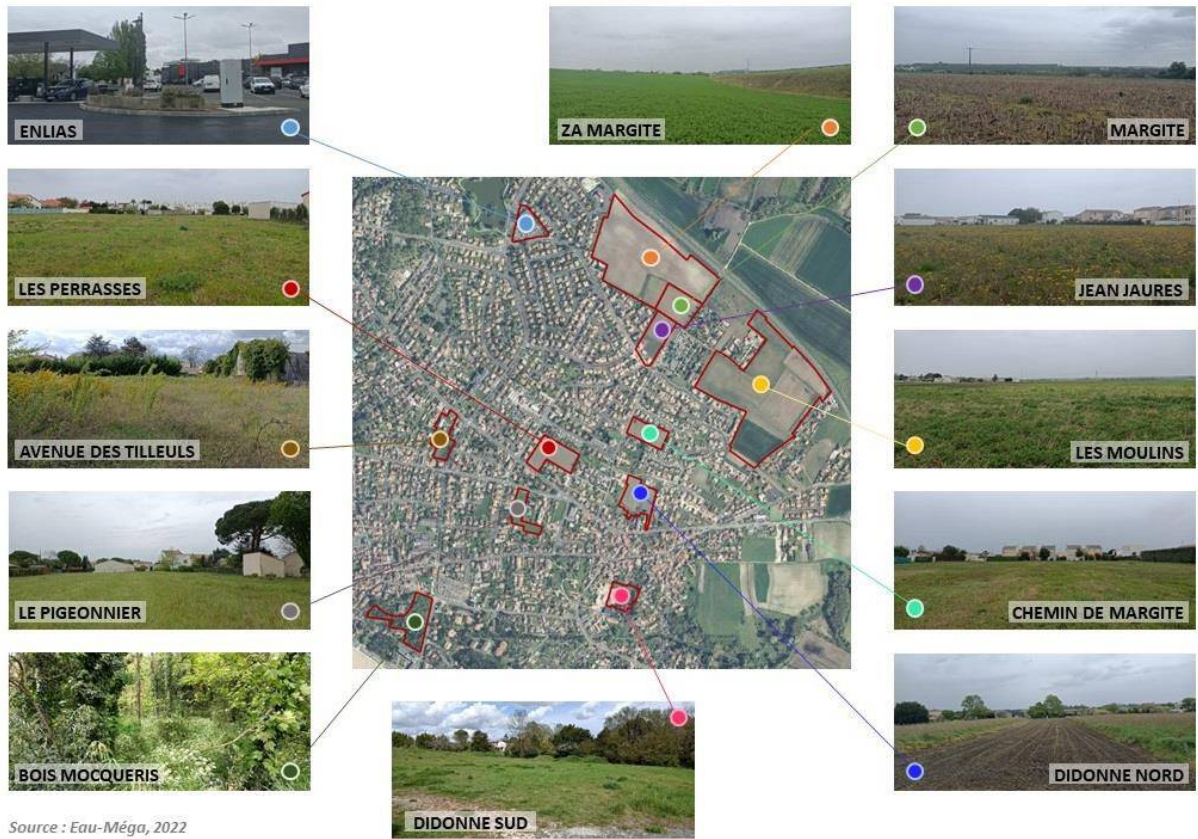 ENLIAS
ZA MARGITE
MARGITE
LES PERRASSES
JEAN JAURES
AVENUE DES TILLEULS
LES MOULINS
LE PIGEONNIER
CHEMIN DE MARGITE
BOIS MOCQUERIS
DIDONNE SUD
DIDONNE NORD
Source : Eau-Méga, 2022